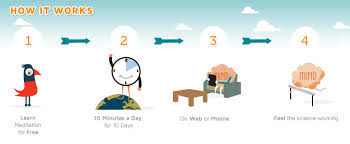 HOW IT WORKS
1
2
3
4
MIND
MIND
Learn
Meditation
for Free
10 Minutes a Day
for 10 Days
On Web or Mobile
Feel the science working